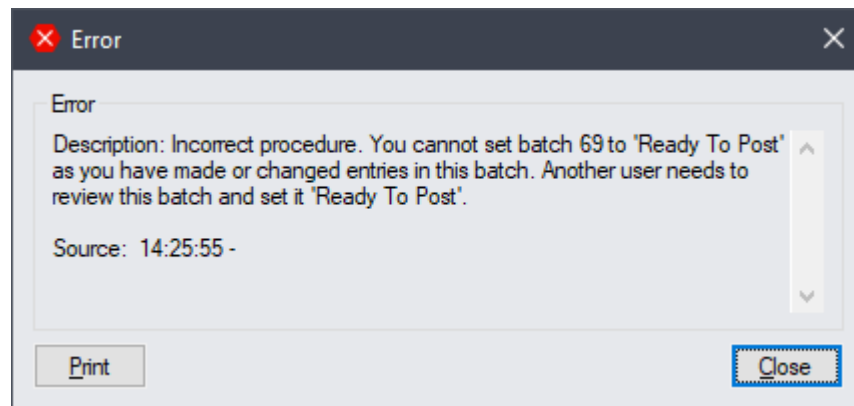 Error
Error
Description: Incorrect procedure. You cannot set batch 69 to 'Ready To Post'
as you have made or changed entries in this batch. Another user needs to
review this batch and set it 'Ready To Post'.
Source:  14:25:55 -
Print
Close